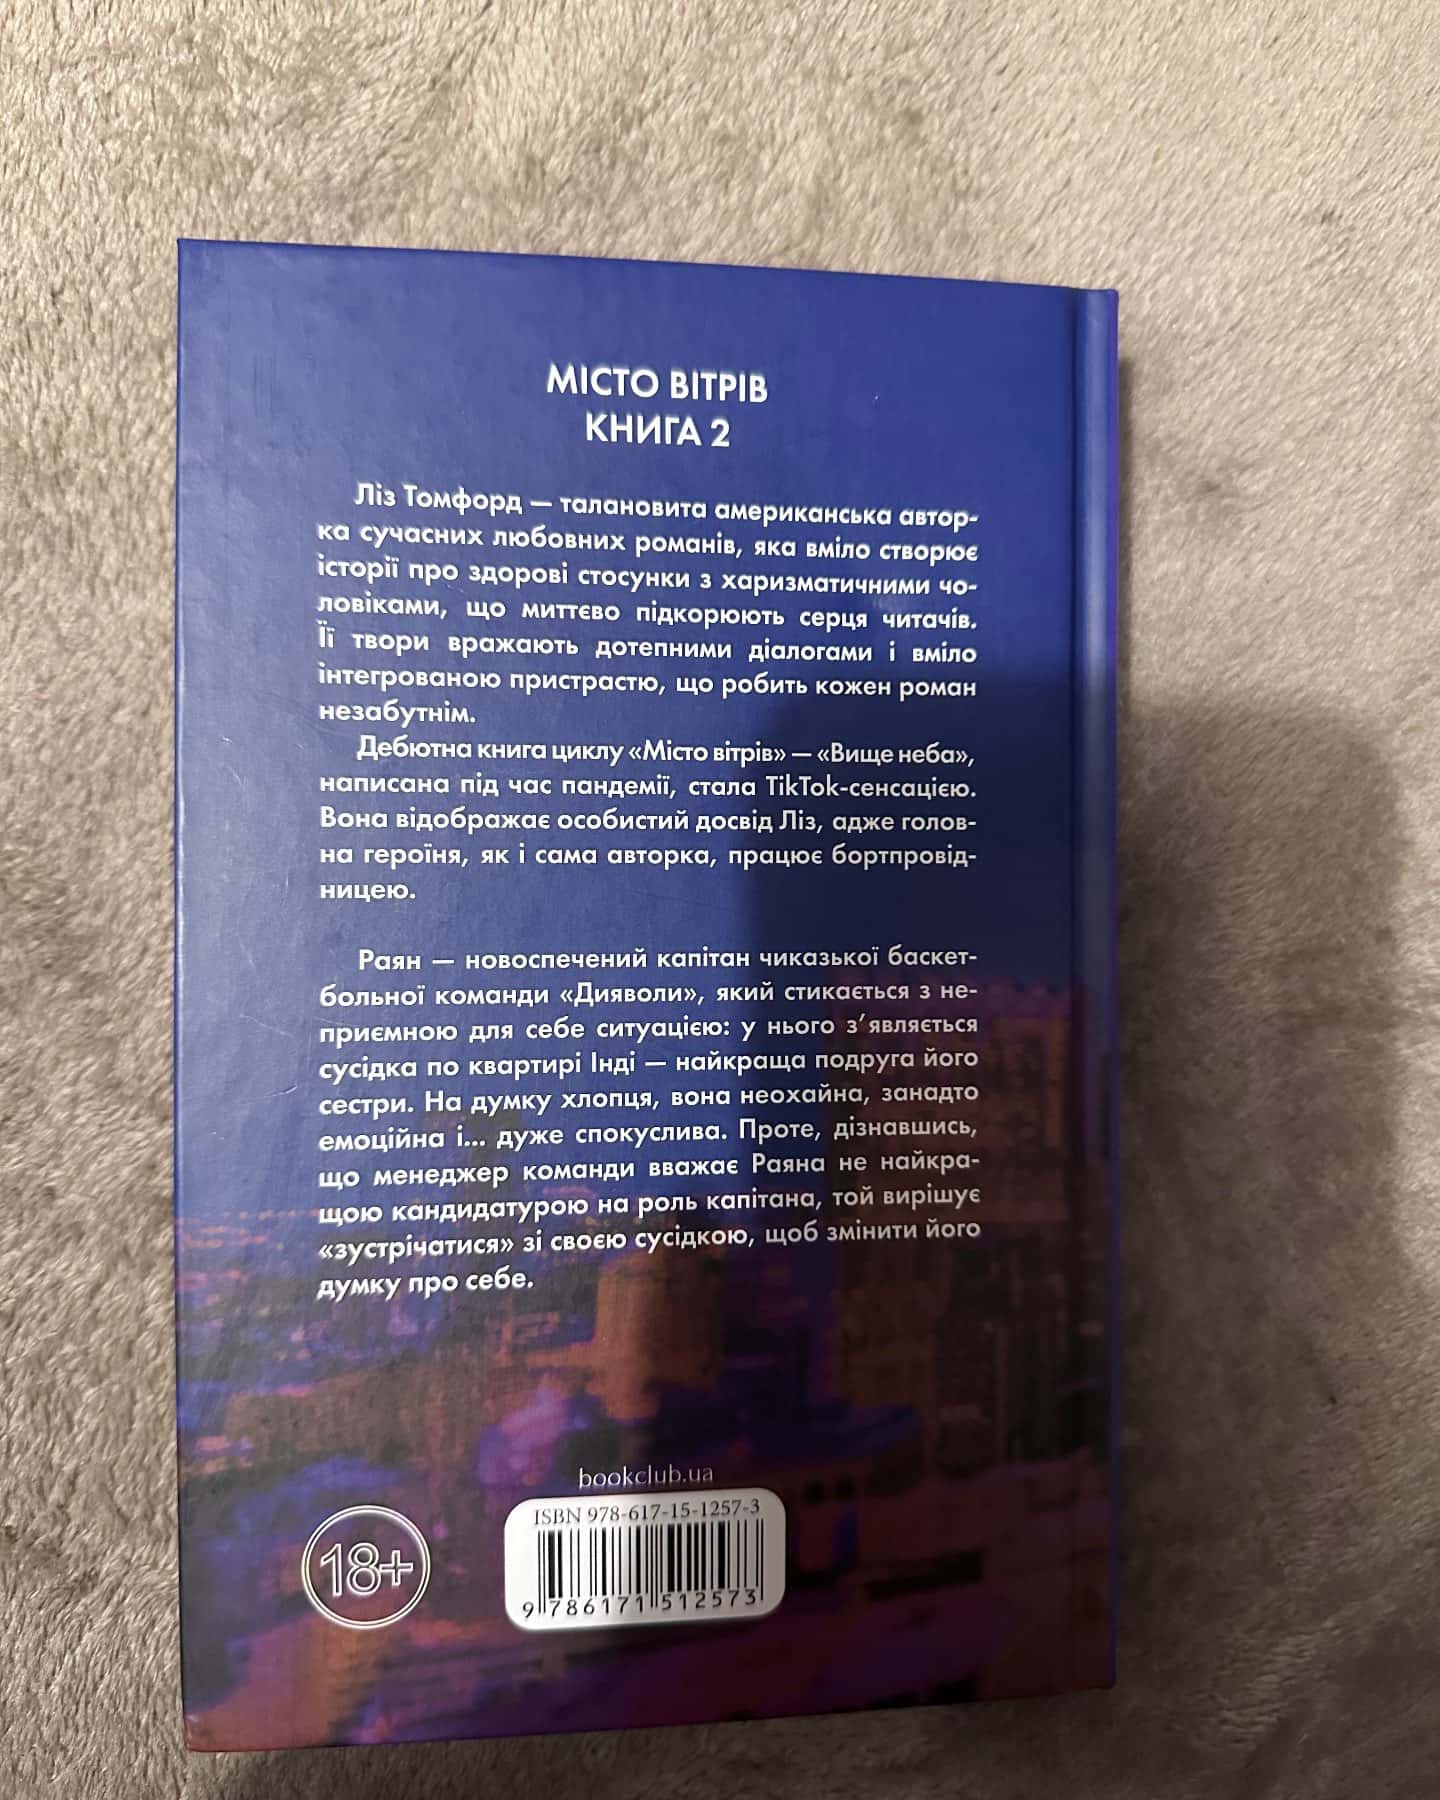 МІСТО ВІТРІВ
КНИГА 2
Ліз Томфорд — талановита американська автор-
ка сучасних любовних романів, яка вміло створює
історії про здорові стосунки з харизматичними чо-
ловіками, що миттєво підкорюють серця читачів.
Її твори вражають дотепними діалогами і вміло
інтегрованою пристрастю, що робить кожен роман
незабутнім.
Дебютна книга циклу «Місто вітрів» — «Вище неба»,
написана під час пандемії, стала TikTok-сенсацією.
Вона відображає особистий досвід Ліз, адже голов-
на героїня, як і сама авторка, працює бортпровід-
ницею.
Раян — новоспечений капітан чиказької баскет-
больної команди «Дияволи», який стикається з не-
приємною для себе ситуацією: у нього з’являється
сусідка по квартирі Інді — найкраща подруга його
сестри. На думку хлопця, вона неохайна, занадто
емоційна і... дуже спокуслива. Проте, дізнавшись,
що менеджер команди вважає Раяна не найкра-
щою кандидатурою на роль капітана, той вирішує
«зустрічатися» зі своєю сусідкою, щоб змінити його
думку про себе.
bookclub.ua
18+
ISBN 978-617-15-1257-3
9 786171 512573